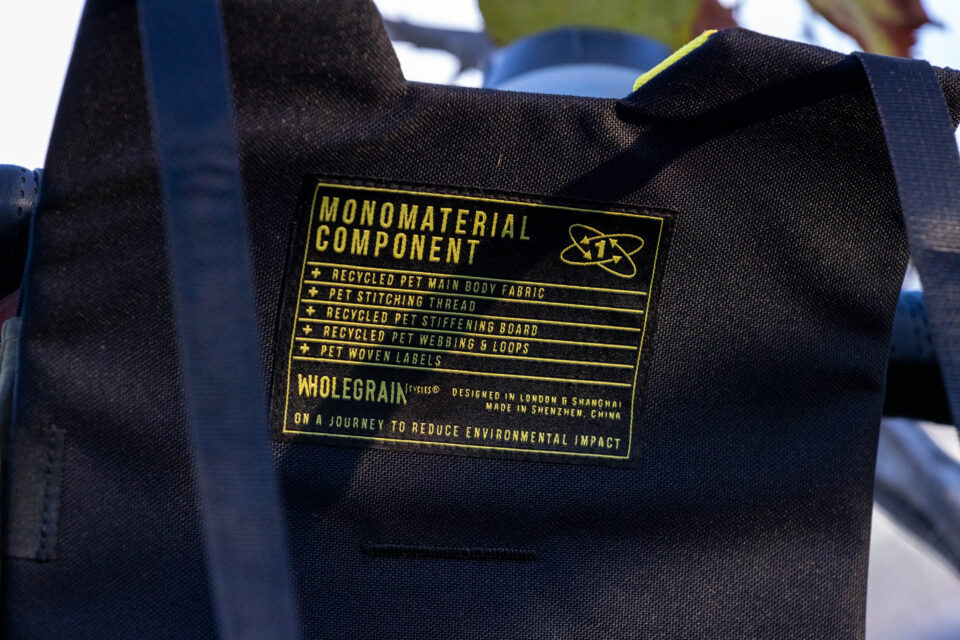 MONOMATERIAL
COMPONENT
1
+ RECYCLED PET MAIN BODY FABRIC
+ PET STITCHING THREAD
+ RECYCLED PET STIFFENING BOARD
+ RECYCLED PET WEBBING & LOOPS
+ PET WOVEN LABELS
WHOLEGRAIN CYCLES®
DESIGNED IN LONDON & SHANGHAI
MADE IN SHENZHEN, CHINA
ON A JOURNEY TO REDUCE ENVIRONMENTAL IMPACT